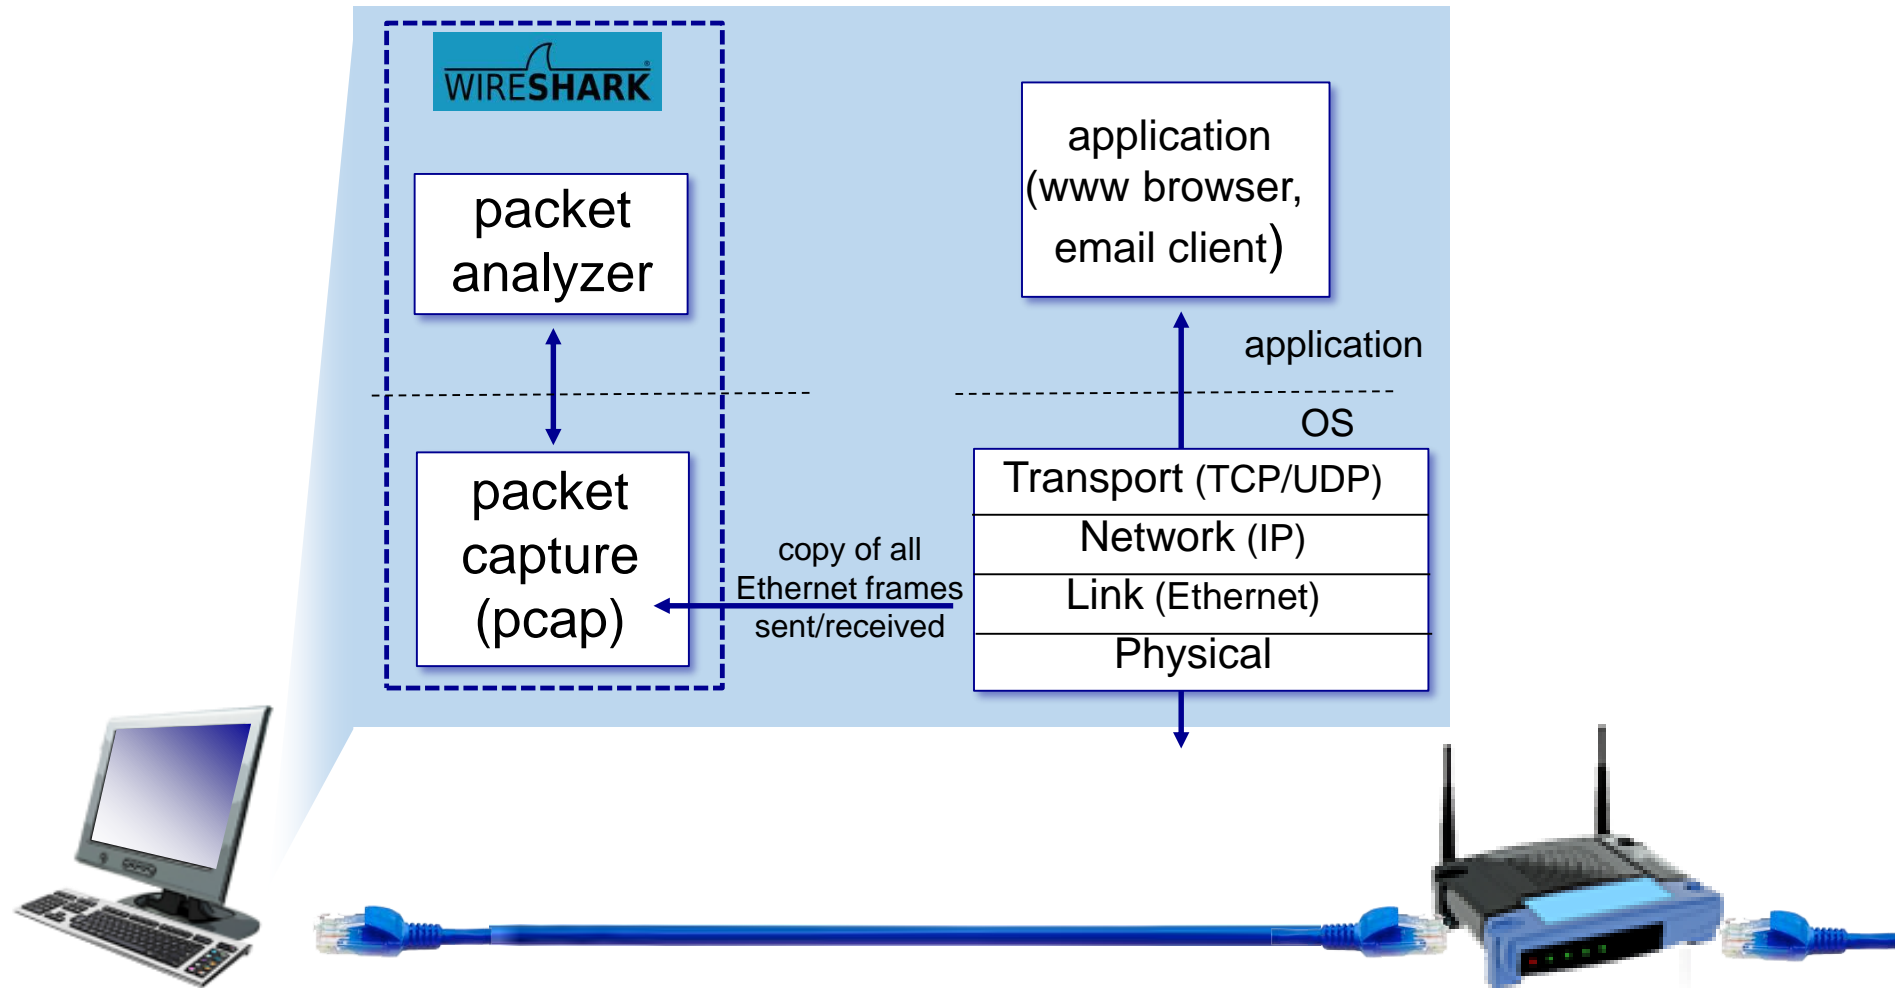 WIRESHARK
packet
analyzer
packet
capture
(pcap)
copy of all
Ethernet frames
sent/received
application
(www browser,
email client)
application
OS
Transport (TCP/UDP)
Network (IP)
Link (Ethernet)
Physical